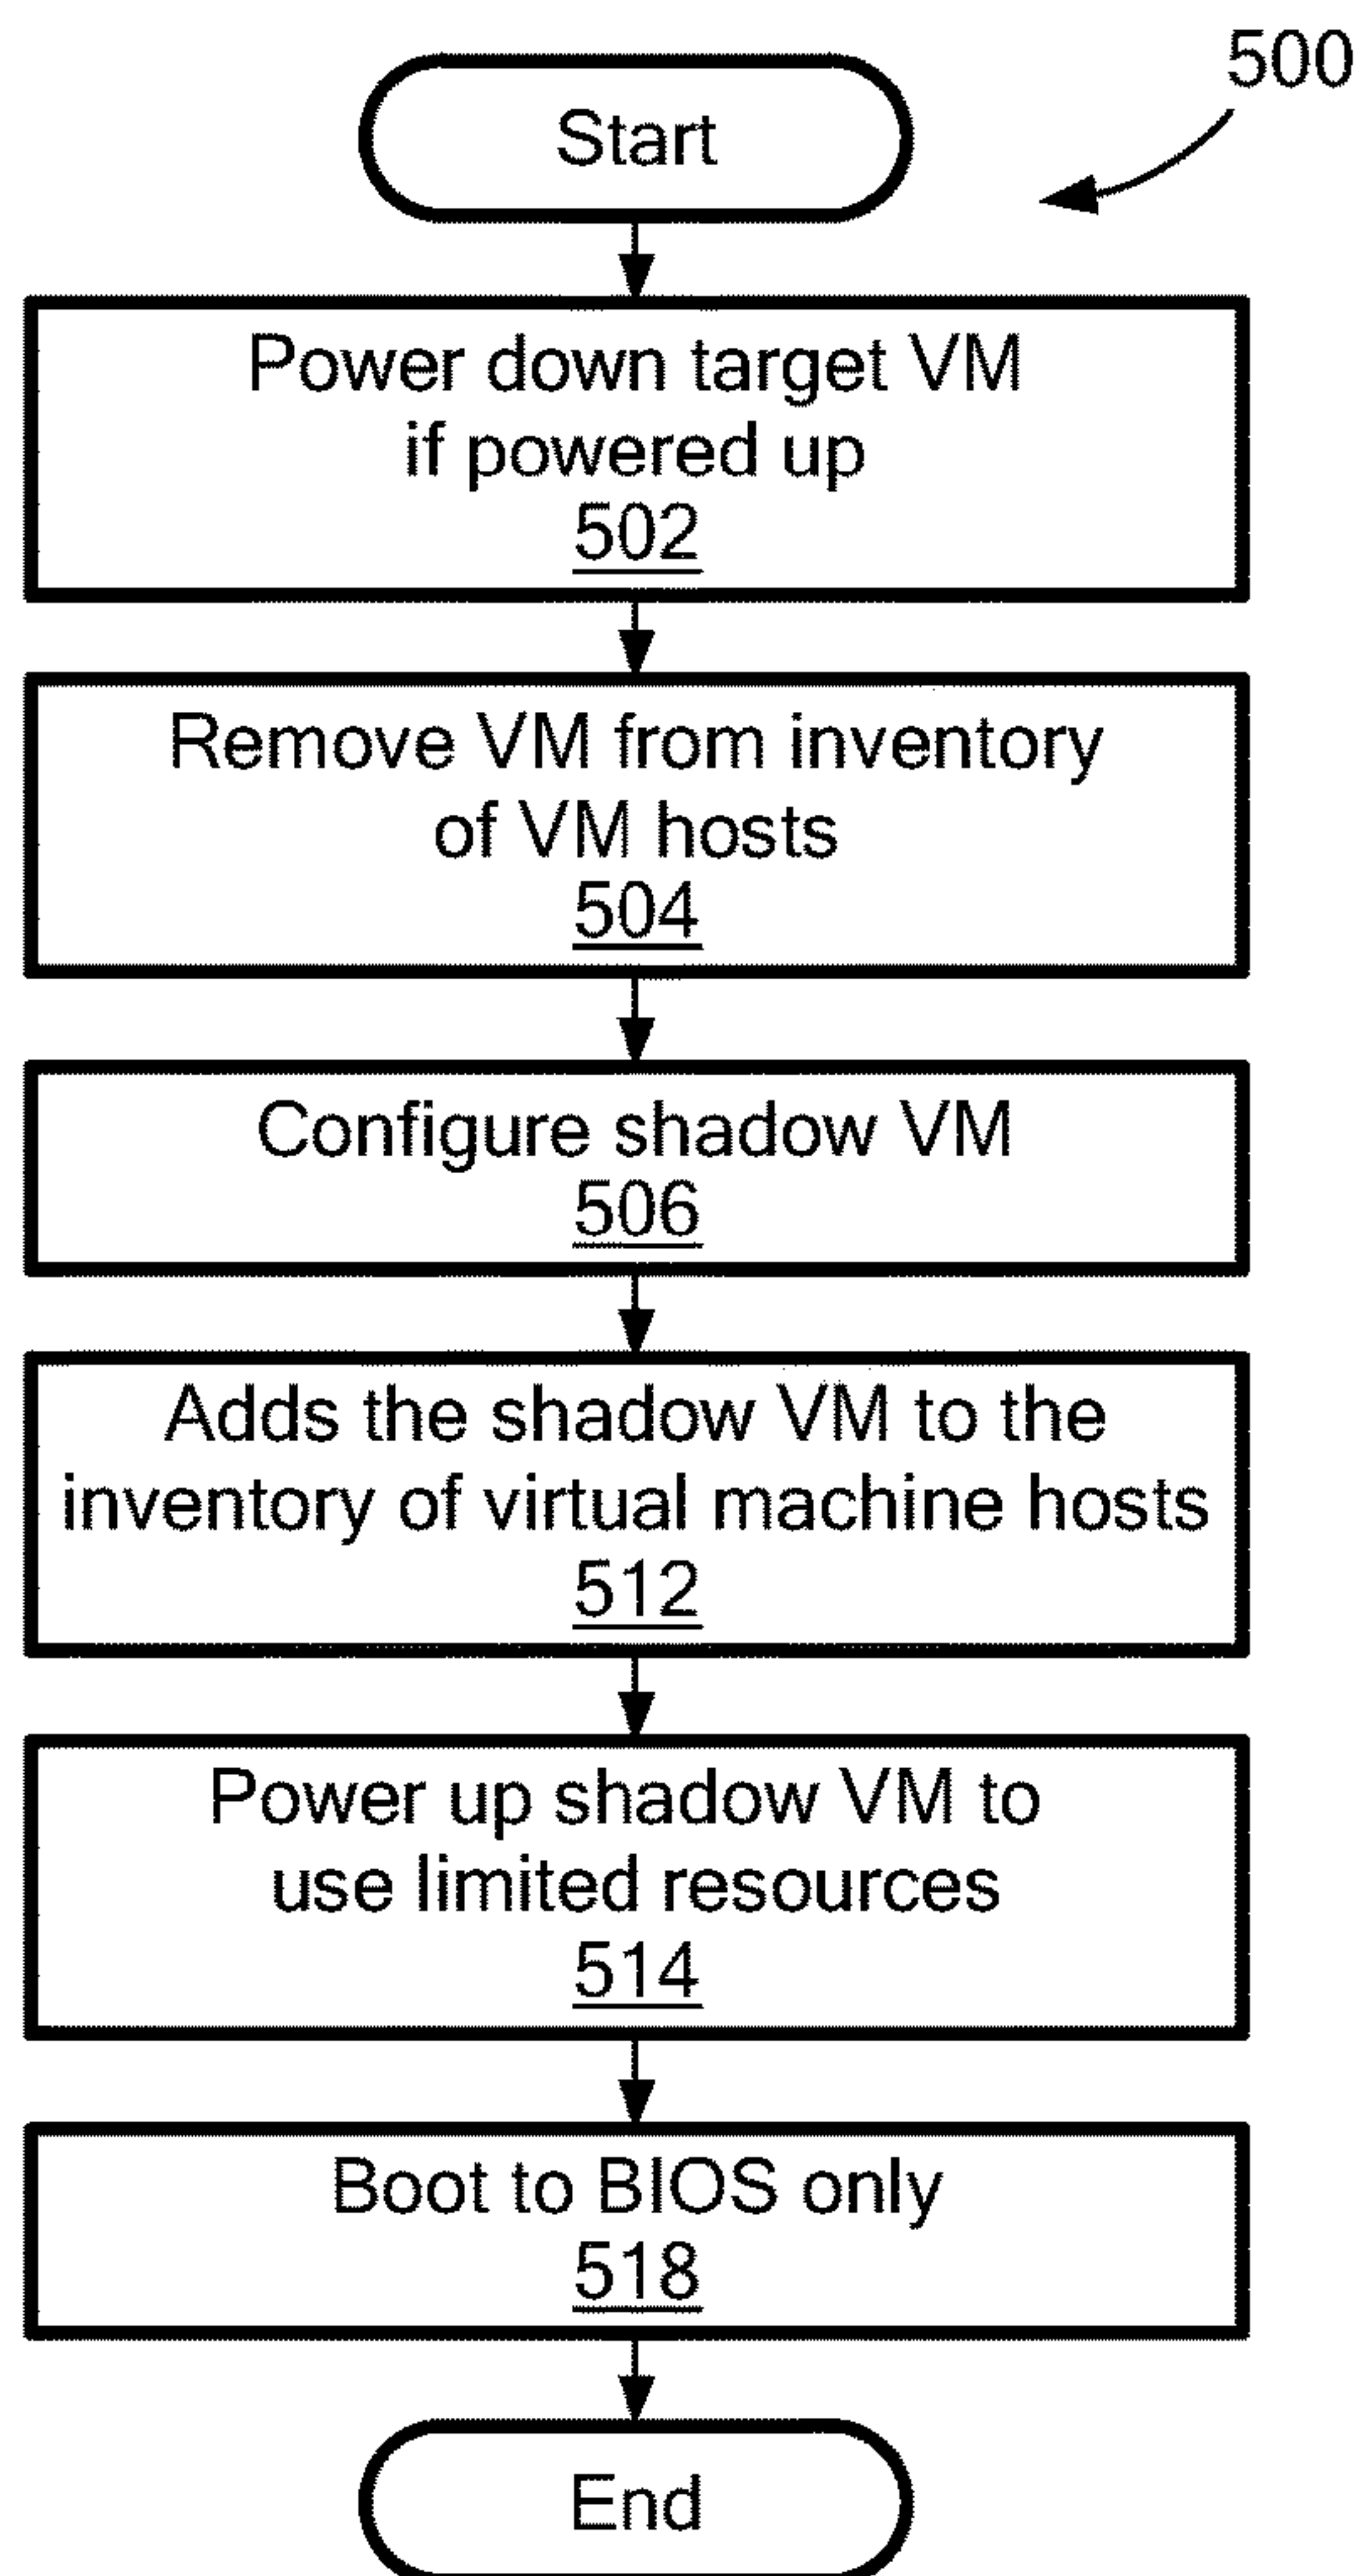 500
Start
Power down target VM
if powered up
502
Remove VM from inventory
of VM hosts
504
Configure shadow VM
506
Adds the shadow VM to the
inventory of virtual machine hosts
512
Power up shadow VM to
use limited resources
514
Boot to BIOS only
518
End